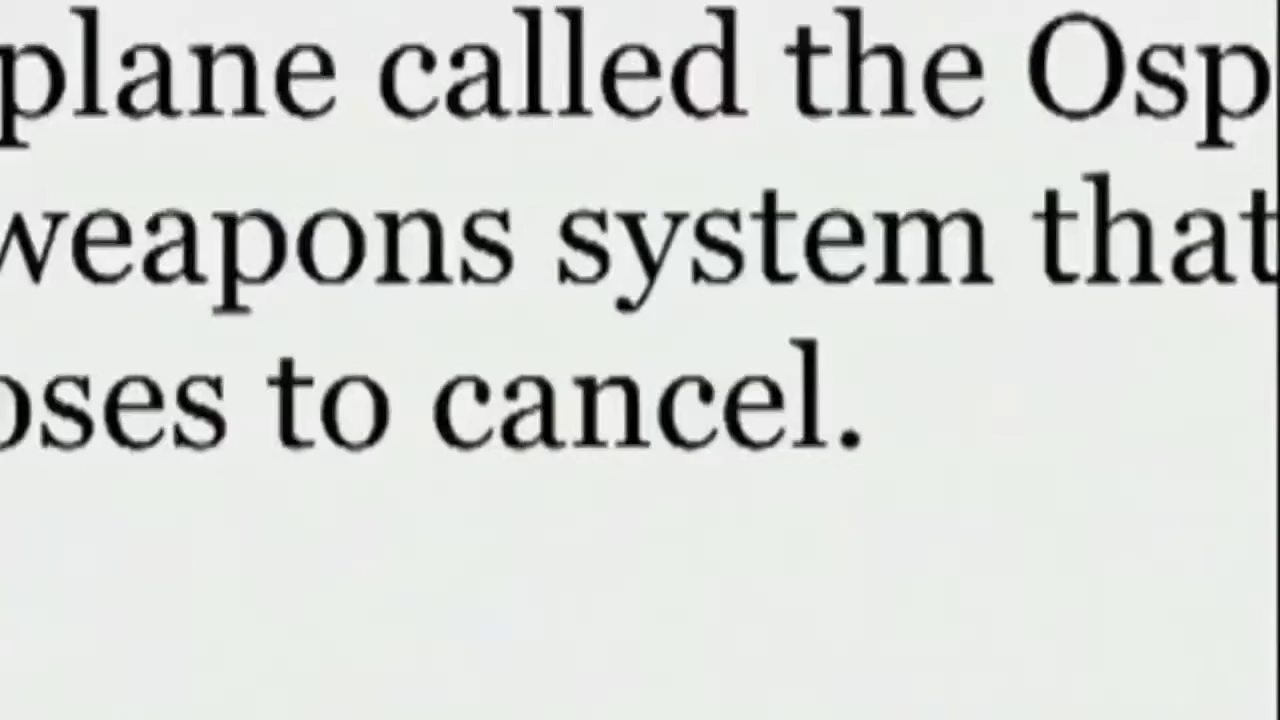 plane called the Osp
weapons system that
oses to cancel.